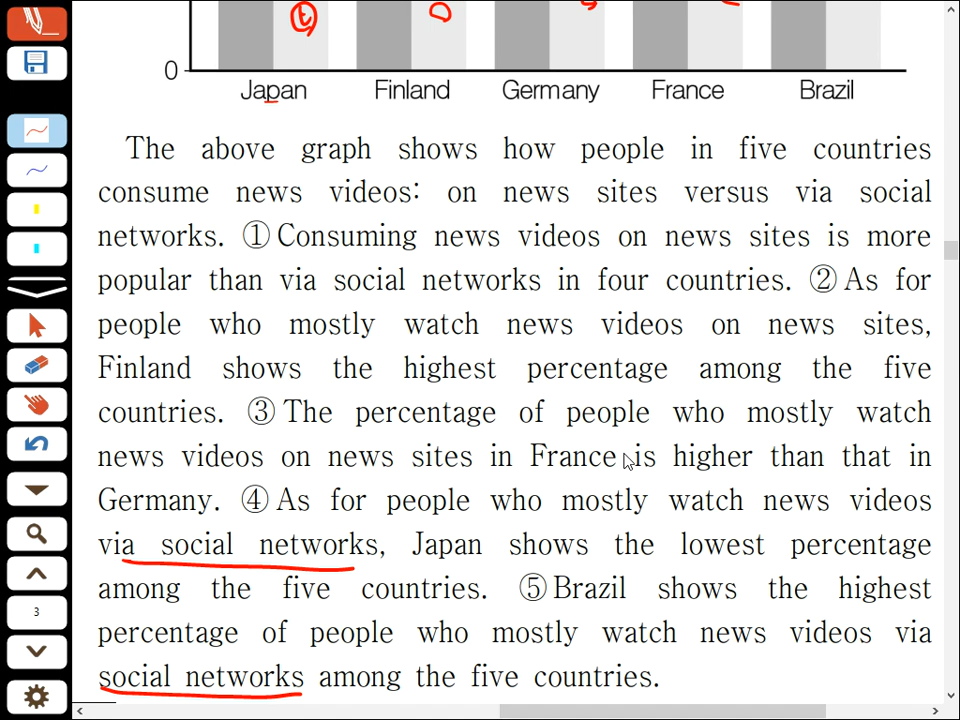 0
Japan Finland Germany France Brazil
The above graph shows how people in five countries
consume news videos: on news sites versus via social
networks. ① Consuming news videos on news sites is more
popular than via social networks in four countries. ② As for
people who mostly watch news videos on news sites,
Finland shows the highest percentage among the five
countries. ③ The percentage of people who mostly watch
news videos on news sites in France is higher than that in
Germany. ④ As for people who mostly watch news videos
via social networks, Japan shows the lowest percentage
among the five countries. ⑤ Brazil shows the highest
percentage of people who mostly watch news videos via
social networks among the five countries.
3